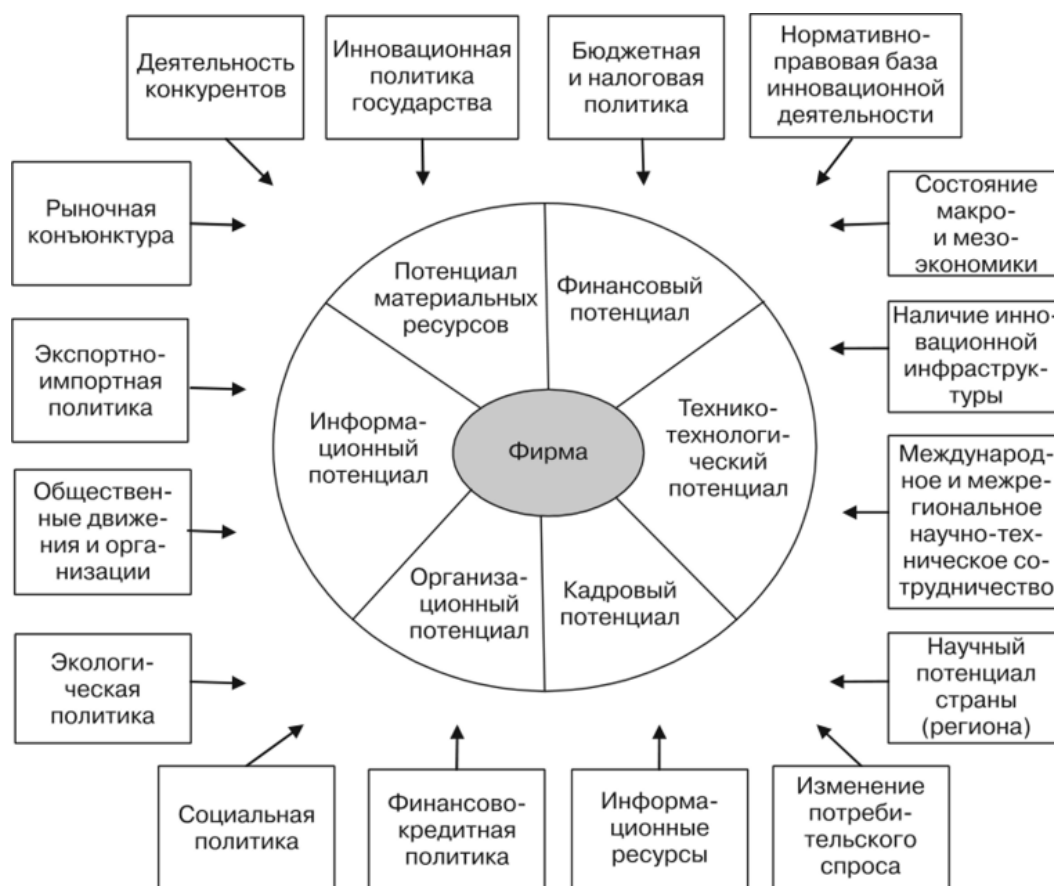 Деятельность
конкурентов
Инновационная
политика
государства
Бюджетная
и налоговая
политика
Нормативно-
правовая база
инновационной
деятельности
Рыночная
конъюнктура
Состояние
макро-
и мезо-
экономики
Потенциал
материальных
ресурсов
Финансовый
потенциал
Экспортно-
импортная
политика
Наличие инно-
вационной
инфраструк-
туры
Информа-
ционный
потенциал
Фирма
Технико-
технологи-
ческий
потенциал
Обществен-
ные движе-
ния и орга-
низации
Международ-
ное и межре-
гиональное
научно-тех-
ническое со-
трудничество
Организа-
ционный
потенциал
Кадровый
потенциал
Экологи-
ческая
политика
Научный
потенциал
страны
(региона)
Социальная
политика
Финансово-
кредитная
политика
Информа-
ционные
ресурсы
Изменение
потреби-
тельского
спроса